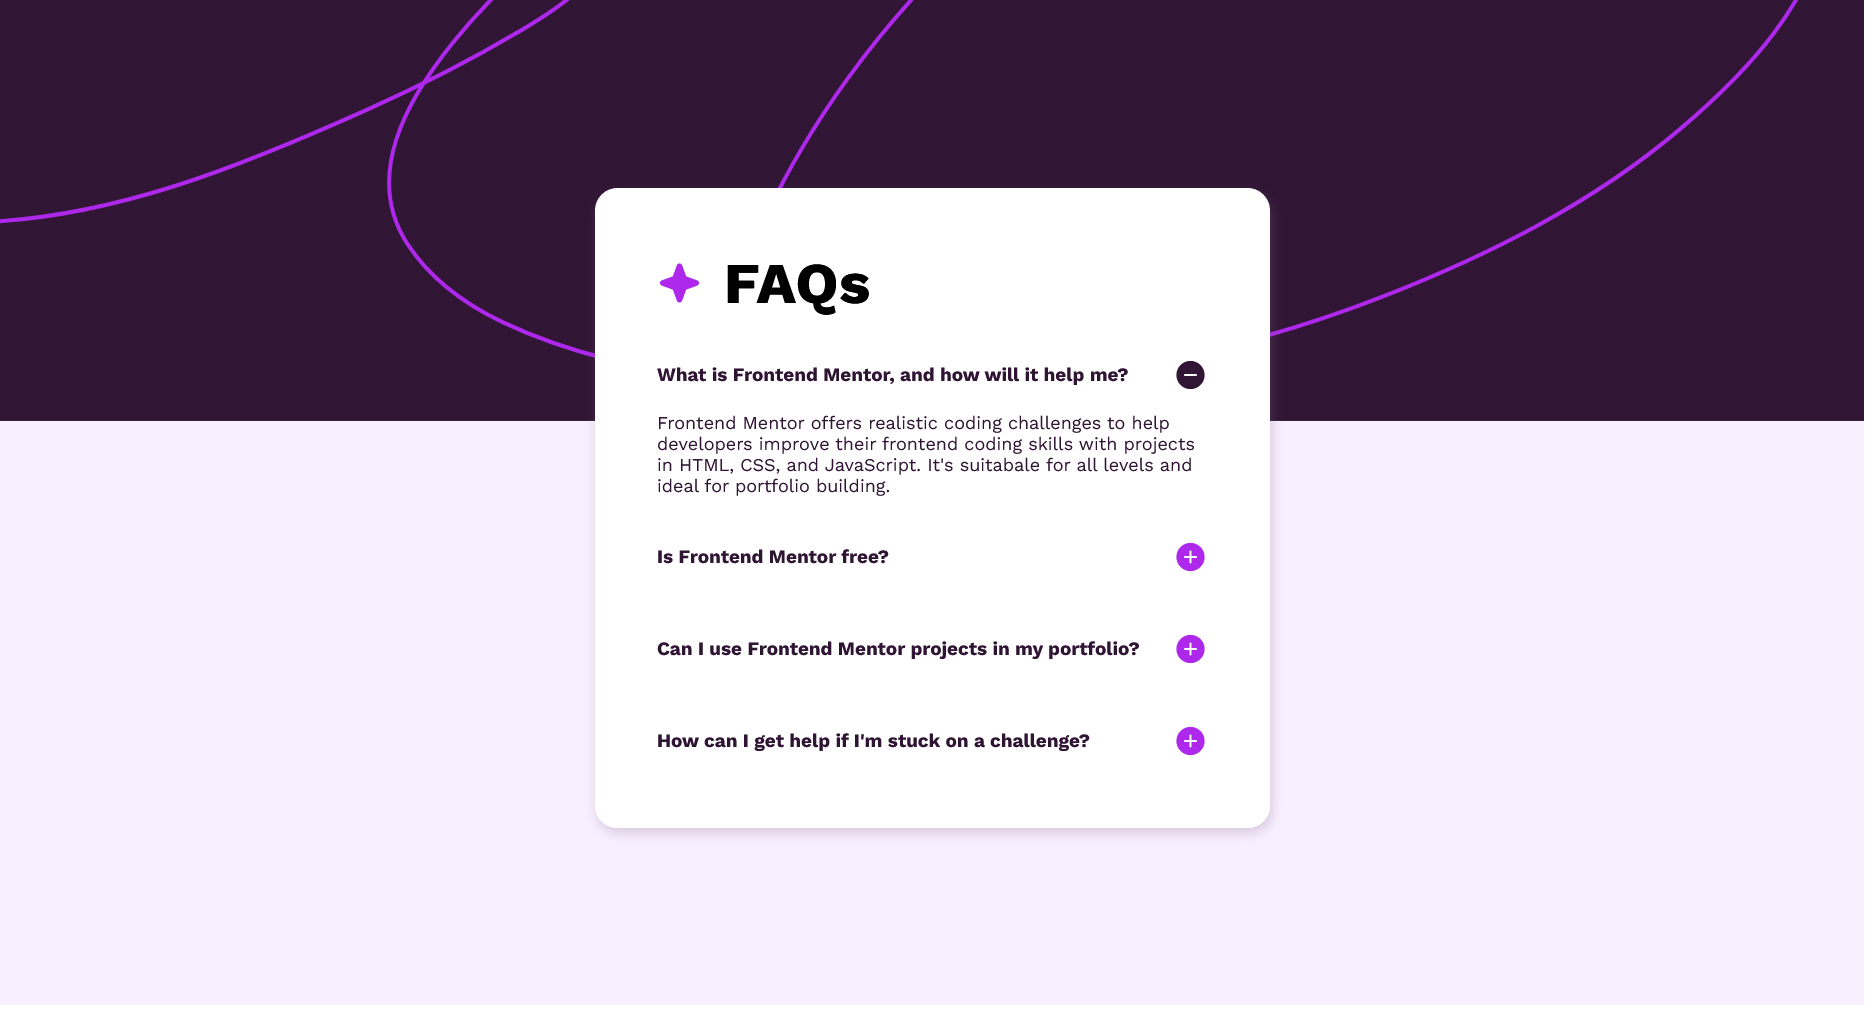 FAQs
What is Frontend Mentor, and how will it help me?
Frontend Mentor offers realistic coding challenges to help
developers improve their frontend coding skills with projects
in HTML, CSS, and JavaScript. It's suitabale for all levels and
ideal for portfolio building.
Is Frontend Mentor free?
Can I use Frontend Mentor projects in my portfolio?
How can I get help if I'm stuck on a challenge?